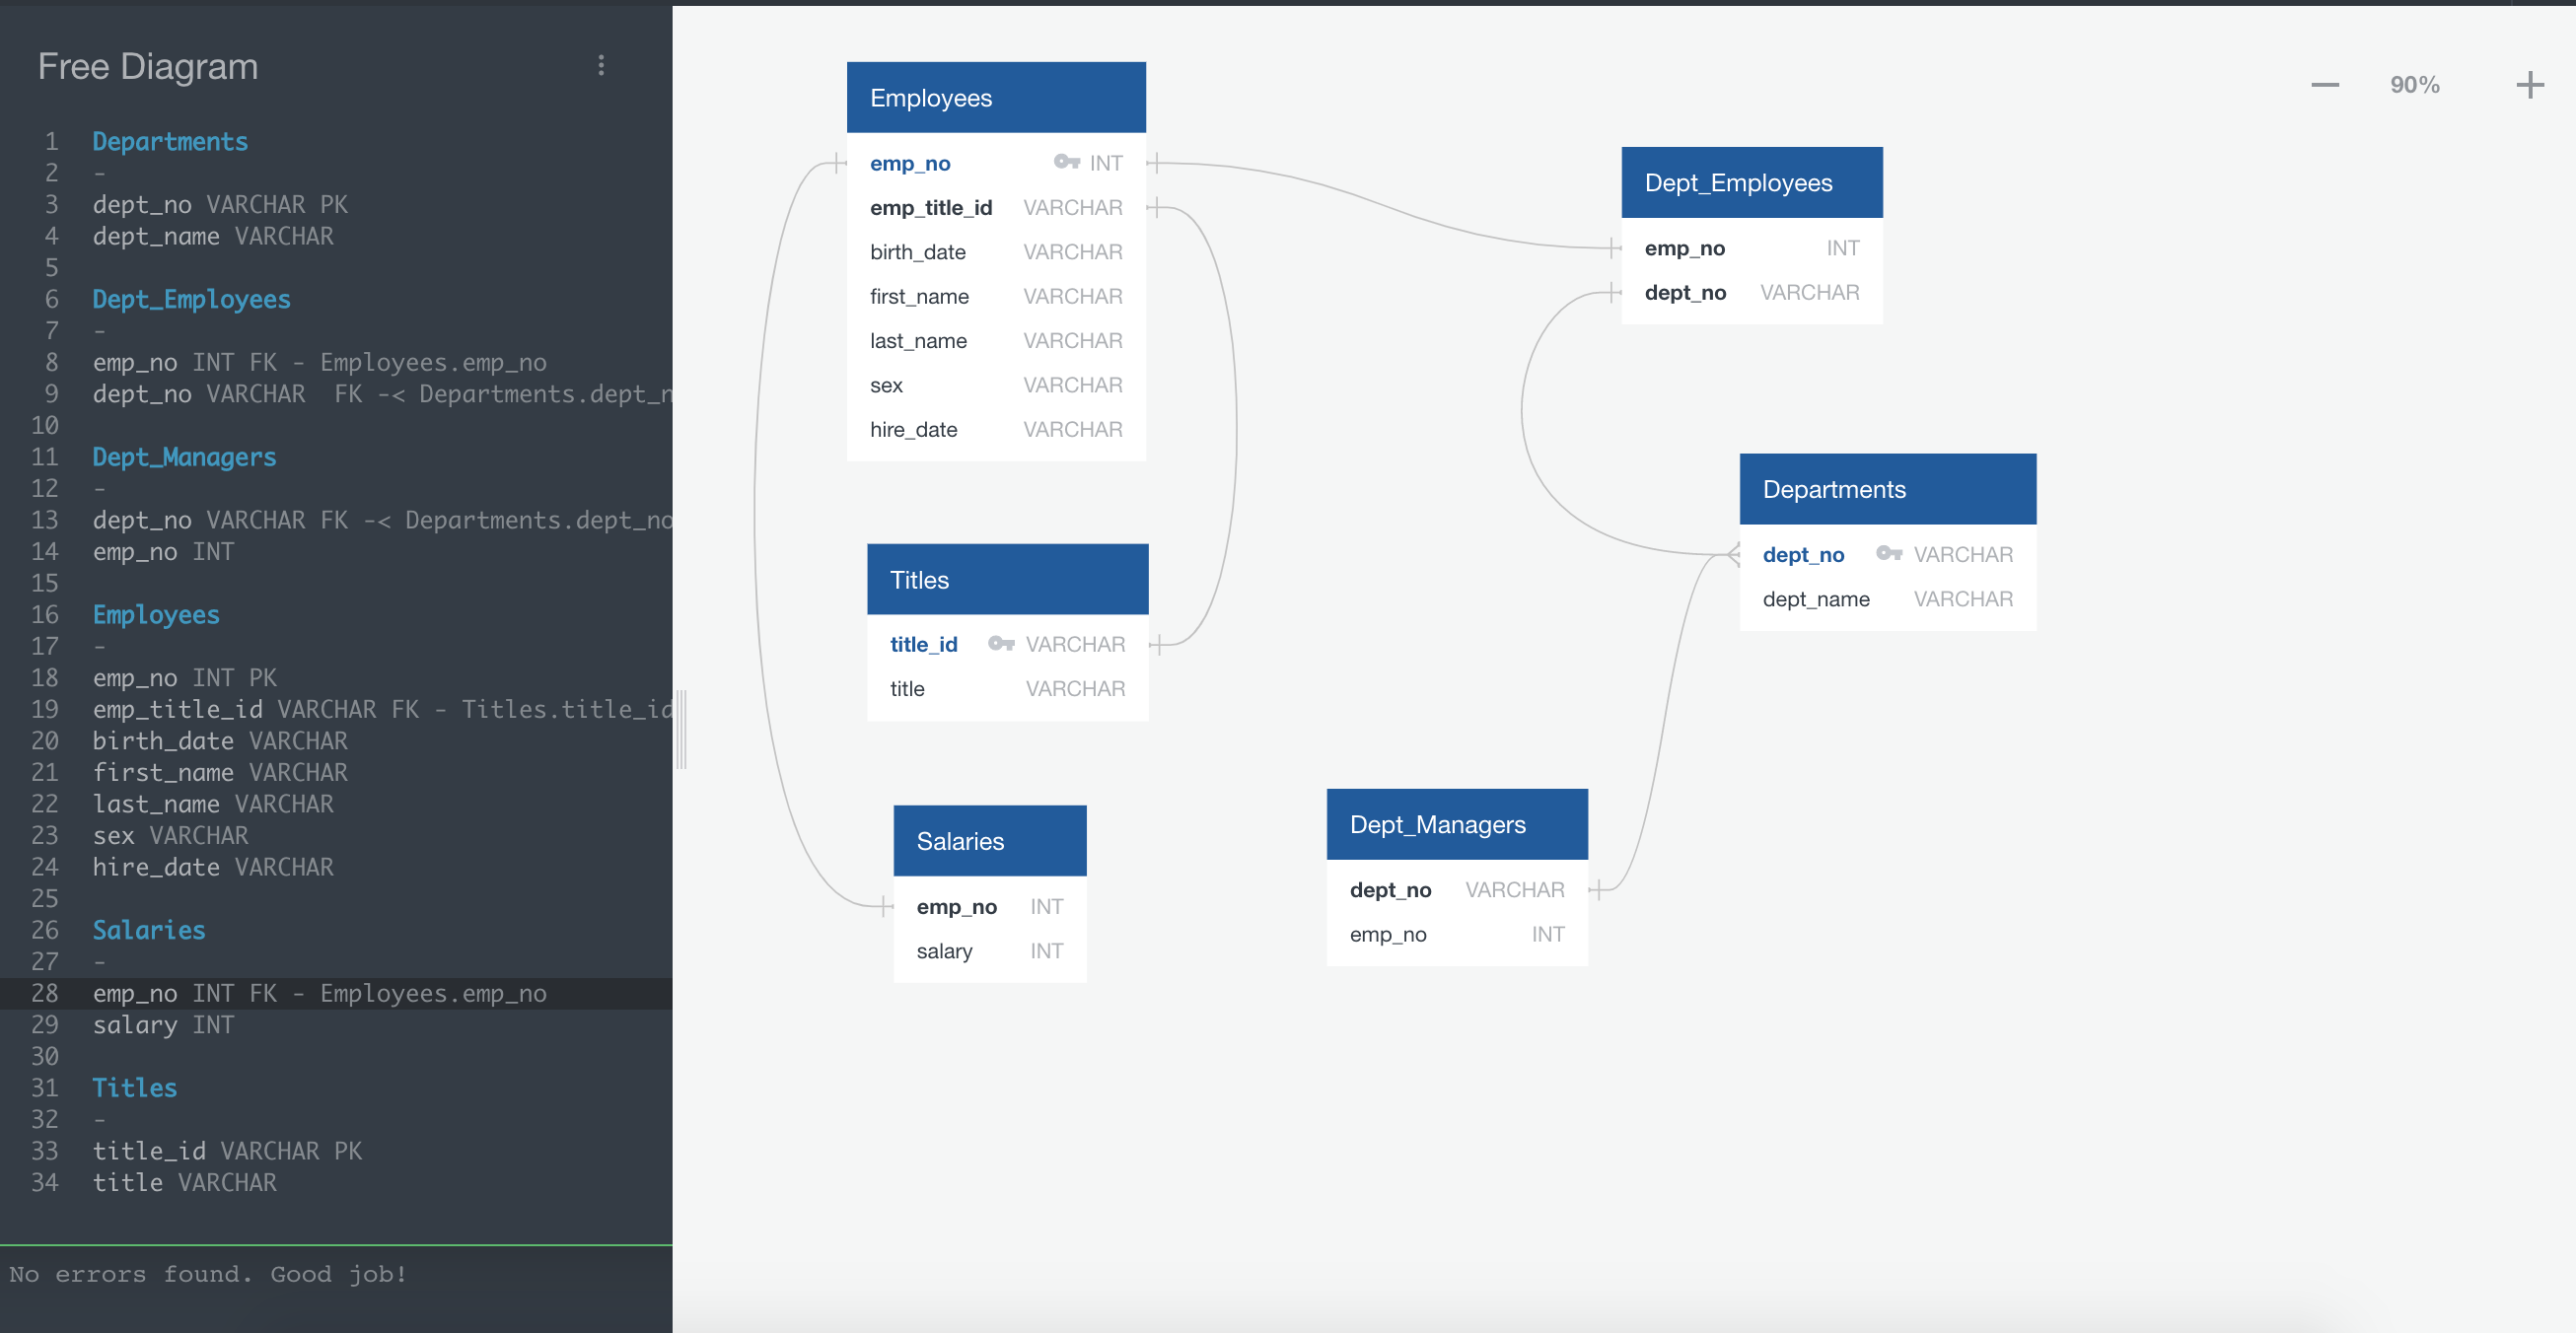 Free Diagram
1 Departments
2 -
3 dept_no VARCHAR PK
4 dept_name VARCHAR
5
6 Dept_Employees
7 -
8 emp_no INT FK - Employees.emp_no
9 dept_no VARCHAR  FK -< Departments.dept_n
10
11 Dept_Managers
12 -
13 dept_no VARCHAR FK -< Departments.dept_no
14 emp_no INT
15
16 Employees
17 -
18 emp_no INT PK
19 emp_title_id VARCHAR FK - Titles.title_id
20 birth_date VARCHAR
21 first_name VARCHAR
22 last_name VARCHAR
23 sex VARCHAR
24 hire_date VARCHAR
25
26 Salaries
27 -
28 emp_no INT FK - Employees.emp_no
29 salary INT
30
31 Titles
32 -
33 title_id VARCHAR PK
34 title VARCHAR
No errors found. Good job!
90%
Employees
emp_no INT
emp_title_id VARCHAR
birth_date VARCHAR
first_name VARCHAR
last_name VARCHAR
sex VARCHAR
hire_date VARCHAR
Titles
title_id VARCHAR
title VARCHAR
Salaries
emp_no INT
salary INT
Dept_Employees
emp_no INT
dept_no VARCHAR
Departments
dept_no VARCHAR
dept_name VARCHAR
Dept_Managers
dept_no VARCHAR
emp_no INT